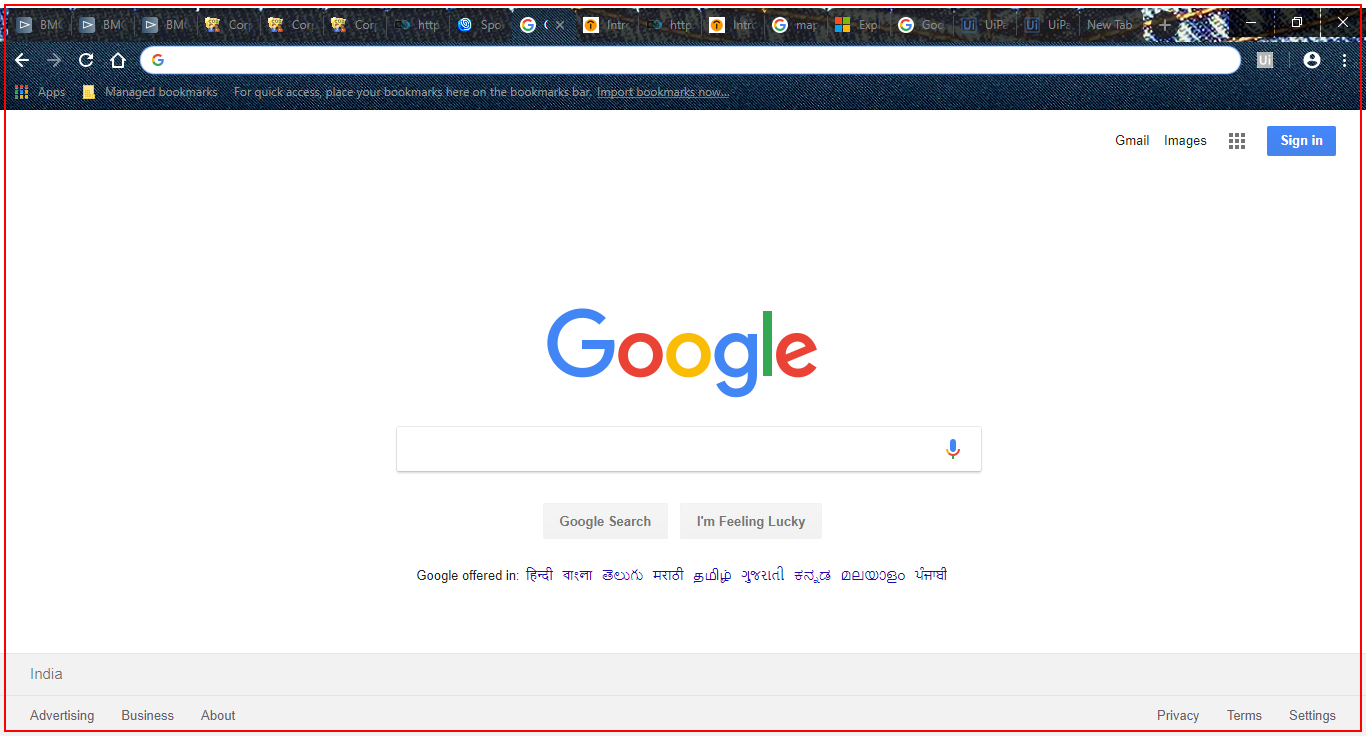 BM BM BM Cor Cor Cor http Spo Intr http Intr map Exp Goo UiPa UiPa New Tab
Ui
Apps Managed bookmarks For quick access, place your bookmarks here on the bookmarks bar. Import bookmarks now...
Gmail Images Sign in
Google
Google Search I'm Feeling Lucky
Google offered in: हिन्दी বাংলা తెలుగు मराठी தமிழ் ગુજરાતી ಕನ್ನಡ മലയാളം ਪੰਜਾਬੀ
India
Advertising Business About Privacy Terms Settings